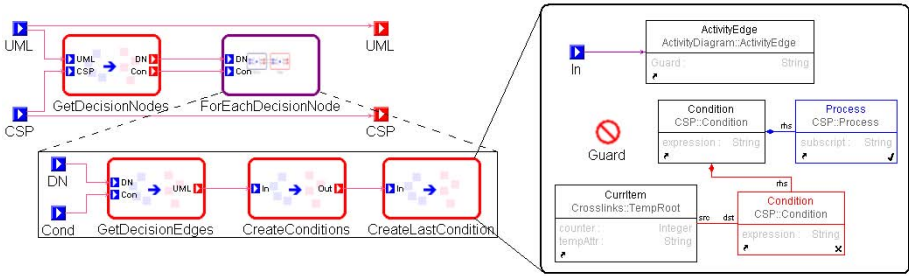 UML
UML
UML
CSP
DN
Con
DN
Con
GetDecisionNodes
ForEachDecisionNode
CSP
CSP
DN
Cond
DN
Con
UML
In
Out
In
GetDecisionEdges
CreateConditions
CreateLastCondition
In
ActivityEdge
ActivityDiagram::ActivityEdge
Guard : String
Guard
Condition
CSP::Condition
expression : String
rhs
Process
CSP::Process
subscript : String
rhs
CurrItem
Crosslinks::TempRoot
counter : Integer
tempAttr : String
src dst
Condition
CSP::Condition
expression : String